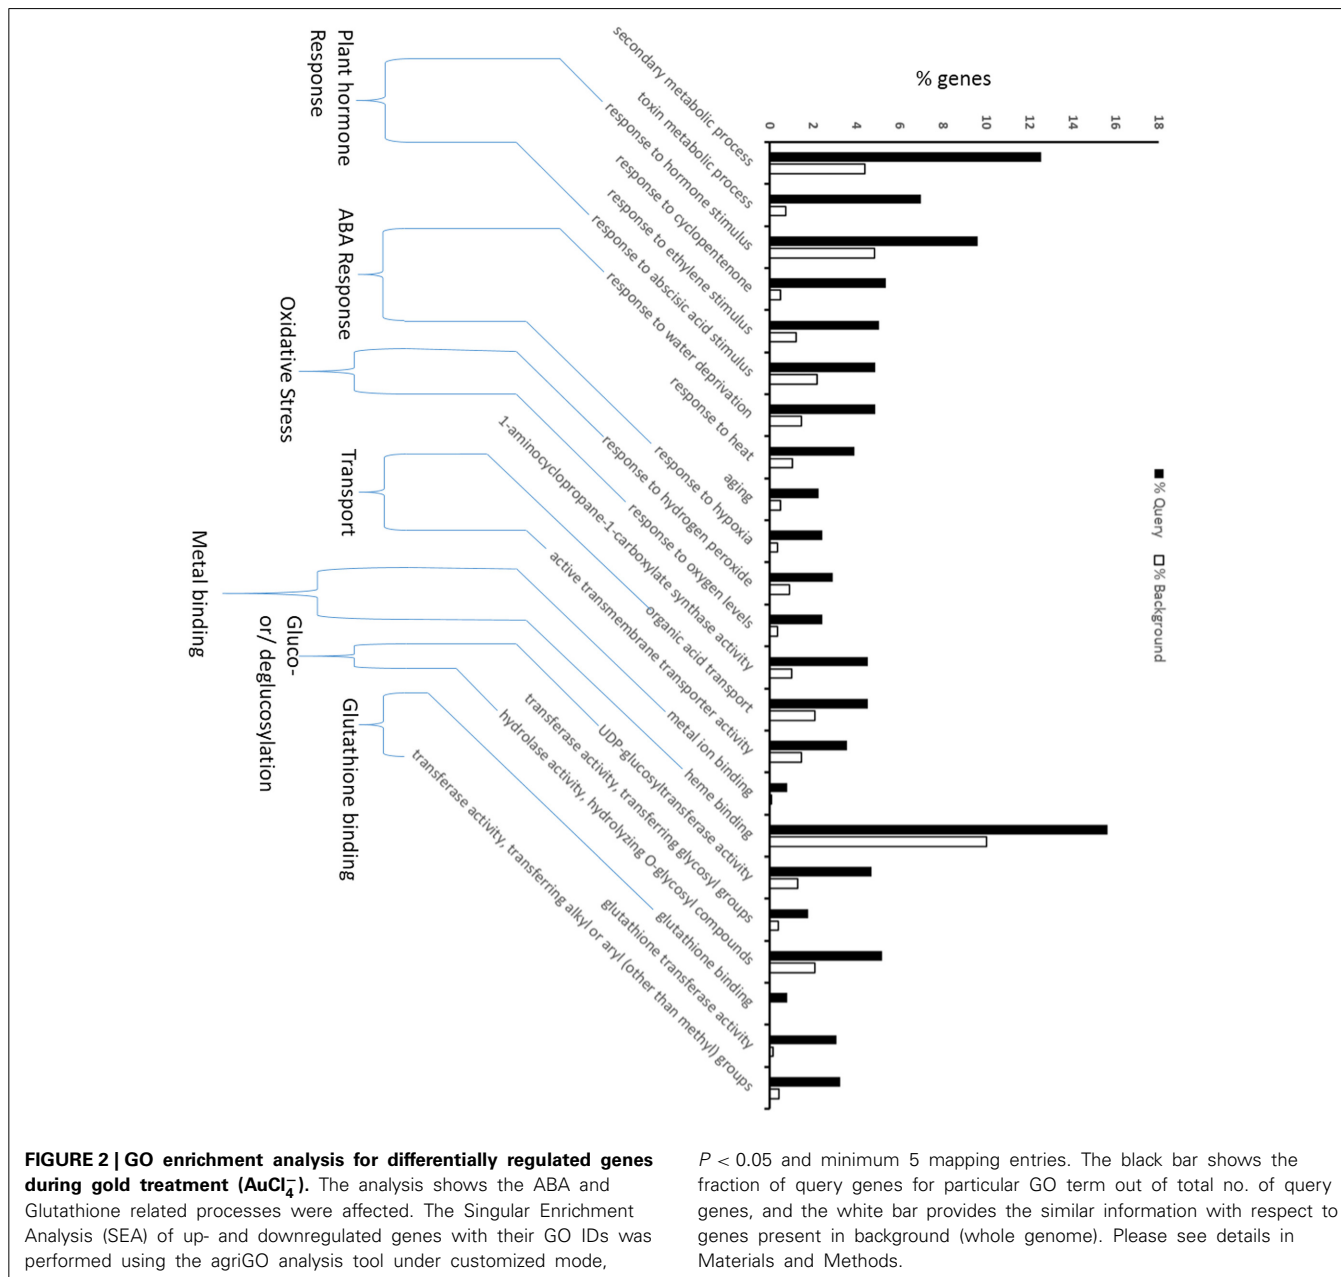 % genes
0
2
4
6
8
10
12
14
16
18
% Query
% Background
secondary metabolic process
toxin metabolic process
response to hormone stimulus
response to cyclopentenone
response to ethylene stimulus
response to abscisic acid stimulus
response to water deprivation
response to heat
aging
response to hypoxia
response to hydrogen peroxide
response to oxygen levels
1-aminocyclopropane-1-carboxylate synthase activity
organic acid transport
active transmembrane transporter activity
metal ion binding
heme binding
UDP-glucosyltransferase activity
transferase activity, transferring glycosyl groups
hydrolase activity, hydrolyzing O-glycosyl compounds
glutathione binding
glutathione transferase activity
transferase activity, transferring alkyl or aryl (other than methyl) groups
Plant hormone
Response
ABA Response
Oxidative Stress
Transport
Metal binding
Gluco-
or/ deglucosylation
Glutathione binding
FIGURE 2 | GO enrichment analysis for differentially regulated genes
during gold treatment (AuCl₄⁻). The analysis shows the ABA and
Glutathione related processes were affected. The Singular Enrichment
Analysis (SEA) of up- and downregulated genes with their GO IDs was
performed using the agriGO analysis tool under customized mode,
P < 0.05 and minimum 5 mapping entries. The black bar shows the
fraction of query genes for particular GO term out of total no. of query
genes, and the white bar provides the similar information with respect to
genes present in background (whole genome). Please see details in
Materials and Methods.